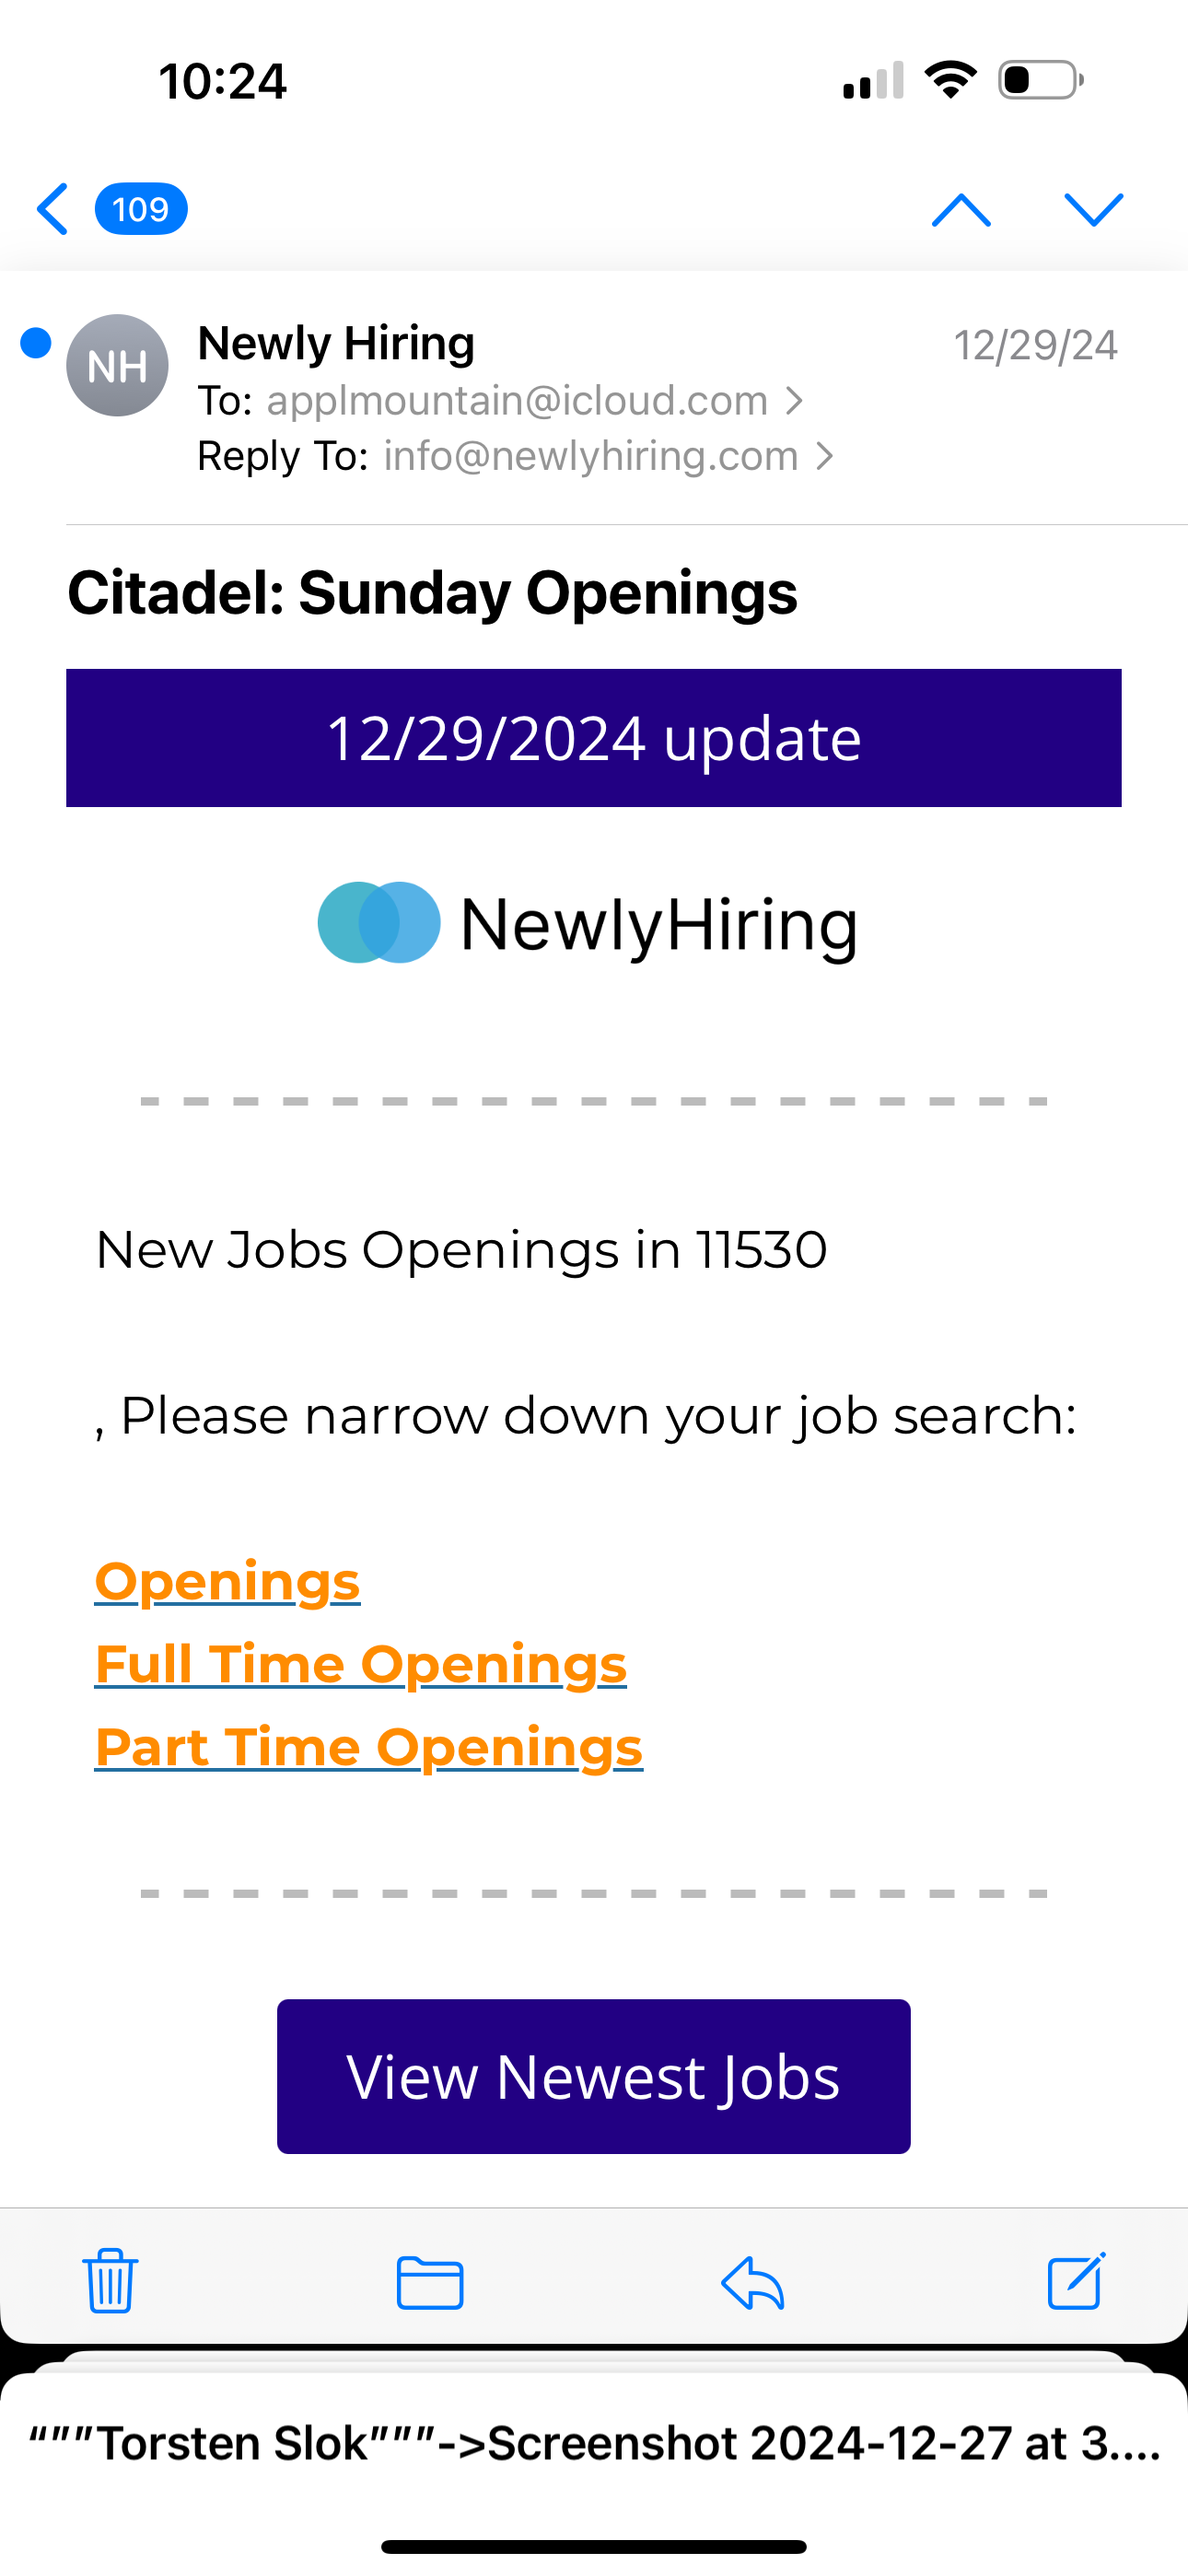 10:24
109
NH
Newly Hiring
12/29/24
To: applmountain@icloud.com
Reply To: info@newlyhiring.com
Citadel: Sunday Openings
12/29/2024 update
NewlyHiring
New Jobs Openings in 11530
, Please narrow down your job search:
Openings
Full Time Openings
Part Time Openings
View Newest Jobs
“””Torsten Slok”””->Screenshot 2024-12-27 at 3....